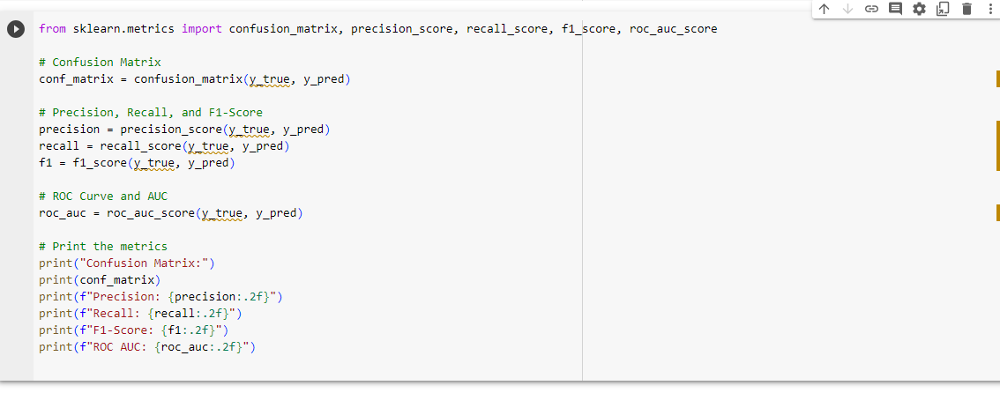 from sklearn.metrics import confusion_matrix, precision_score, recall_score, f1_score, roc_auc_score
# Confusion Matrix
conf_matrix = confusion_matrix(y_true, y_pred)
# Precision, Recall, and F1-Score
precision = precision_score(y_true, y_pred)
recall = recall_score(y_true, y_pred)
f1 = f1_score(y_true, y_pred)
# ROC Curve and AUC
roc_auc = roc_auc_score(y_true, y_pred)
# Print the metrics
print("Confusion Matrix:")
print(conf_matrix)
print(f"Precision: {precision:.2f}")
print(f"Recall: {recall:.2f}")
print(f"F1-Score: {f1:.2f}")
print(f"ROC AUC: {roc_auc:.2f}")